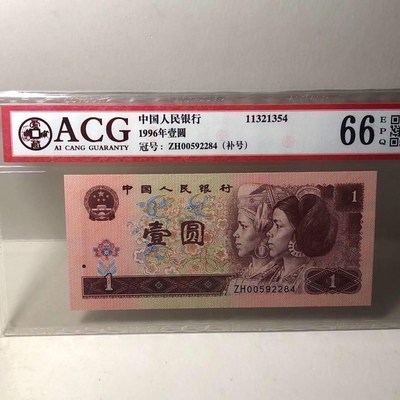 ACG
AI CANG GUARANTY
中国人民银行
11321354
1996年壹圆
冠号：ZH00592284（补号）
66
EPQ
中国人民银行
1
壹圆
1
1
ZH00592284